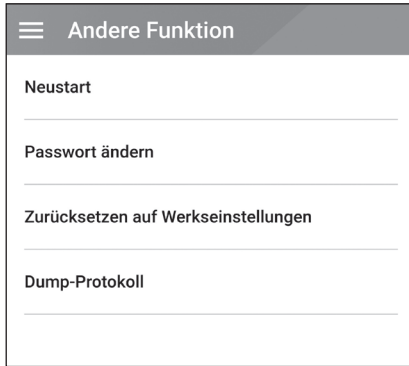 Andere Funktion
Neustart
Passwort ändern
Zurücksetzen auf Werkseinstellungen
Dump-Protokoll